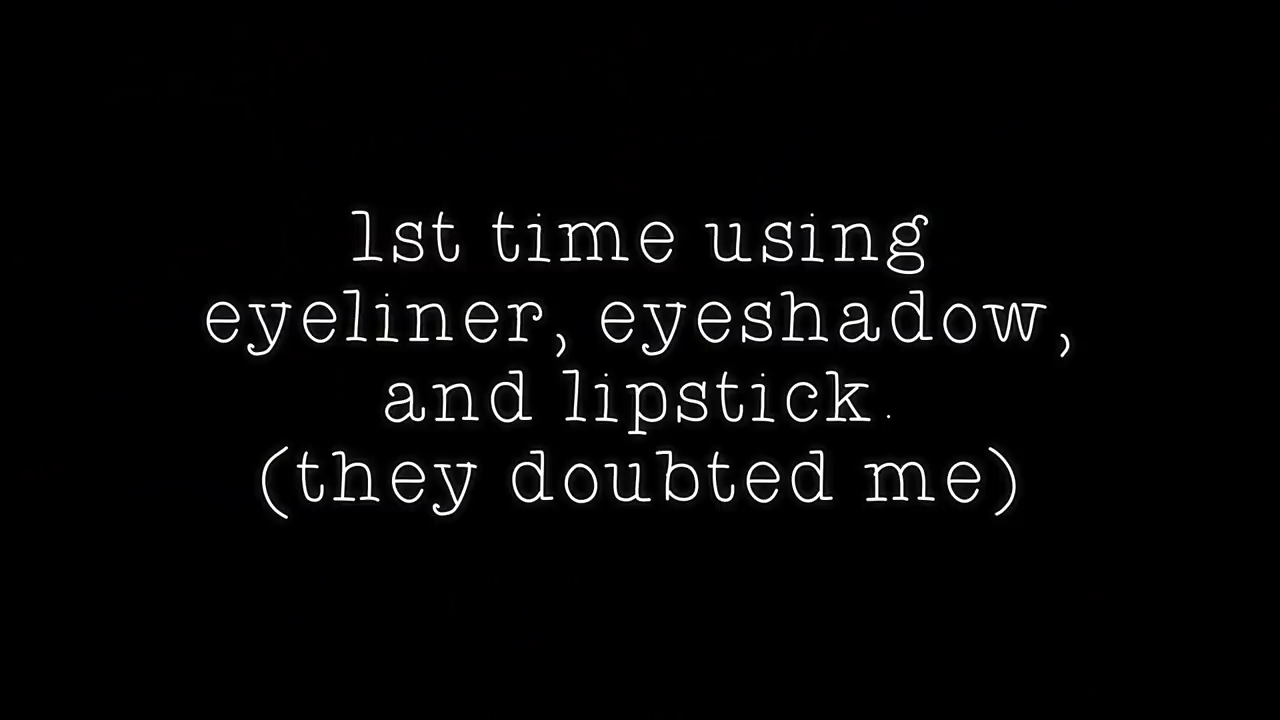 1st time using
eyeliner, eyeshadow,
and lipstick.
(they doubted me)